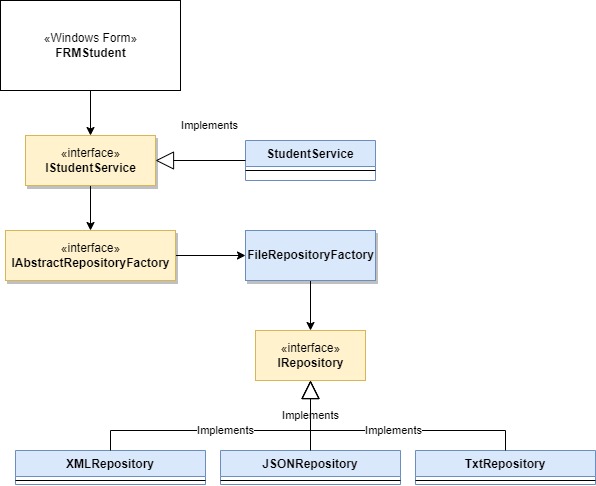 «Windows Form»
FRMStudent
Implements
«interface»
IStudentService
StudentService
«interface»
IAbstractRepositoryFactory
FileRepositoryFactory
«interface»
IRepository
Implements
Implements
Implements
XMLRepository
JSONRepository
TxtRepository